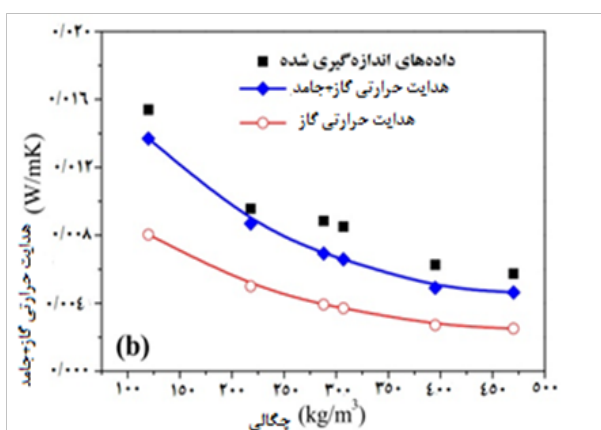 ۰/۰۲۰
۰/۰۱۶
۰/۰۱۲
۰/۰۰۸
۰/۰۰۴
۰/۰۰۰
هدایت حرارتی گاز+جامد (W/mK)
داده‌های اندازه‌گیری شده
هدایت حرارتی گاز+جامد
هدایت حرارتی گاز
(b)
۱۰۰ ۱۵۰ ۲۰۰ ۲۵۰ ۳۰۰ ۳۵۰ ۴۰۰ ۴۵۰ ۵۰۰
چگالی (kg/m³)